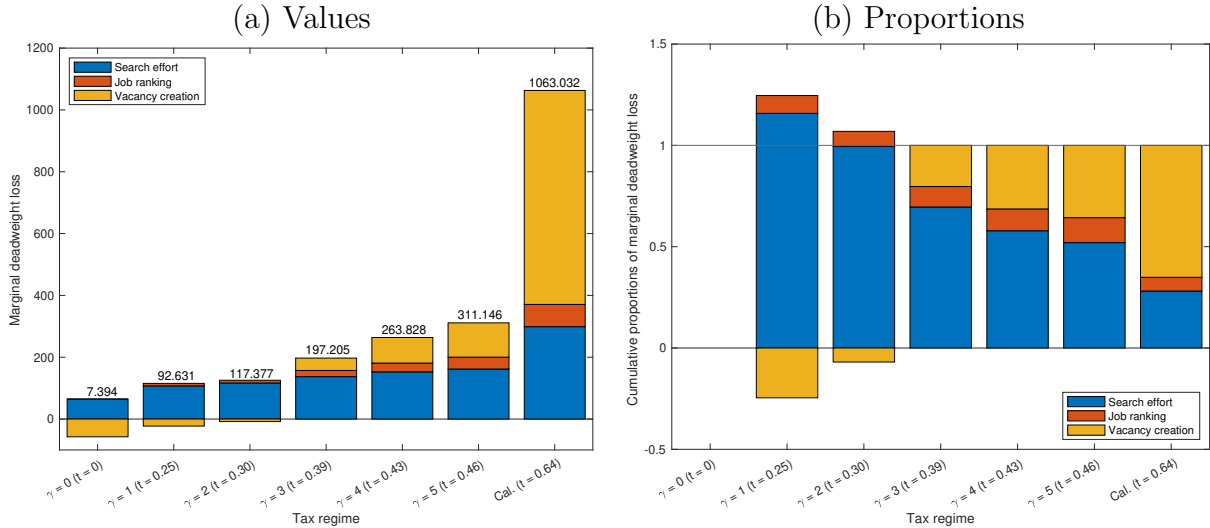 (a) Values
1200
1000
800
600
400
200
0
Marginal deadweight loss
Search effort
Job ranking
Vacancy creation
7.394
92.631
117.377
197.205
263.828
311.146
1063.032
γ = 0 (t = 0)
γ = 1 (t = 0.25)
γ = 2 (t = 0.30)
γ = 3 (t = 0.39)
γ = 4 (t = 0.43)
γ = 5 (t = 0.46)
Cal. (t = 0.64)
Tax regime
(b) Proportions
1.5
1
0.5
0
-0.5
Cumulative proportions of marginal deadweight loss
Search effort
Job ranking
Vacancy creation
γ = 0 (t = 0)
γ = 1 (t = 0.25)
γ = 2 (t = 0.30)
γ = 3 (t = 0.39)
γ = 4 (t = 0.43)
γ = 5 (t = 0.46)
Cal. (t = 0.64)
Tax regime